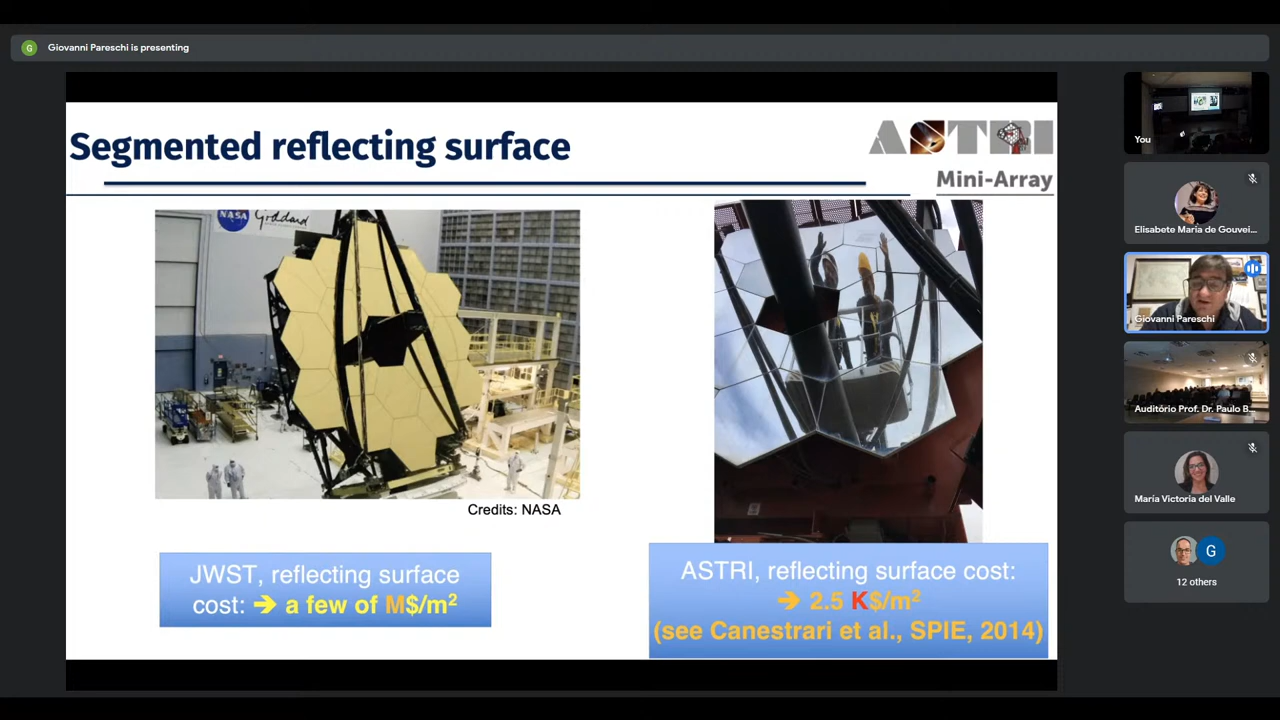 G
Giovanni Pareschi is presenting
Segmented reflecting surface
ASTRI
Mini-Array
NASA
Goddard
Credits: NASA
JWST, reflecting surface
cost: ➔ a few of M$/m²
ASTRI, reflecting surface cost:
➔ 2.5 K$/m²
(see Canestrari et al., SPIE, 2014)
You
Elisabete Maria de Gouvei...
Giovanni Pareschi
Auditório Prof. Dr. Paulo B...
María Victoria del Valle
G
12 others